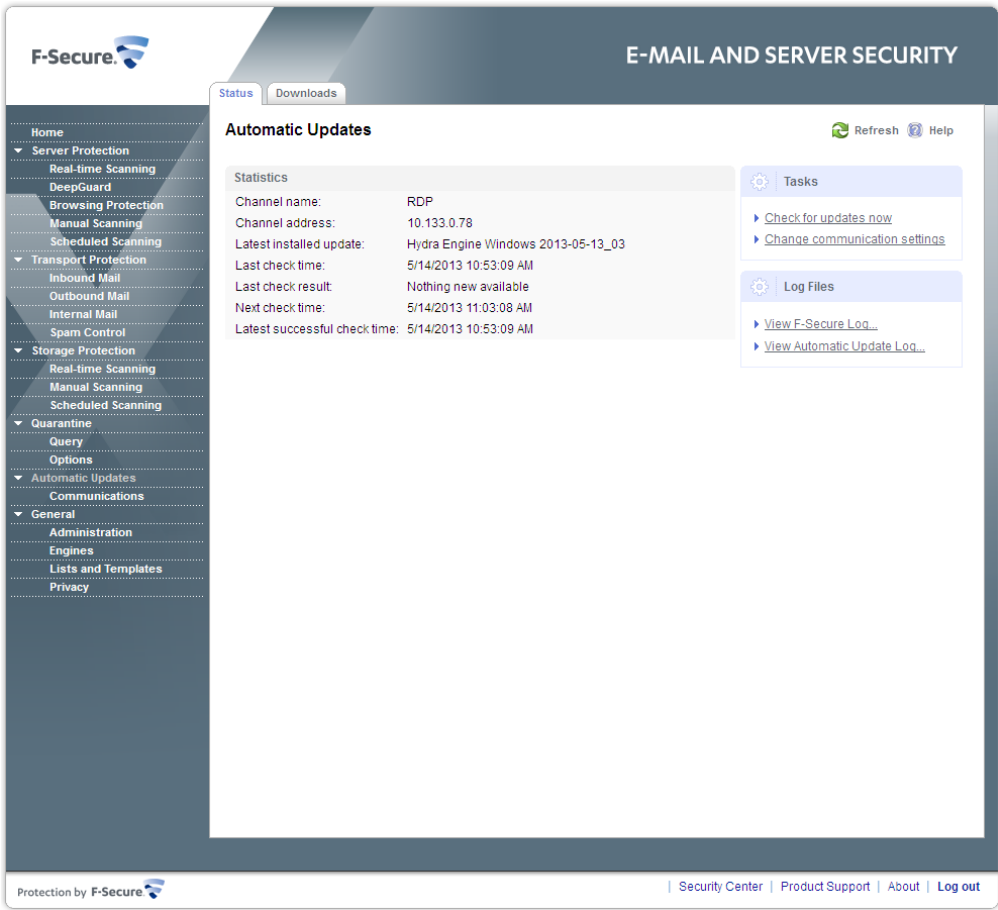 F-Secure.
E-MAIL AND SERVER SECURITY
Status Downloads
Home
Server Protection
Real-time Scanning
DeepGuard
Browsing Protection
Manual Scanning
Scheduled Scanning
Transport Protection
Inbound Mail
Outbound Mail
Internal Mail
Spam Control
Storage Protection
Real-time Scanning
Manual Scanning
Scheduled Scanning
Quarantine
Query
Options
Automatic Updates
Communications
General
Administration
Engines
Lists and Templates
Privacy
Automatic Updates
Refresh Help
Statistics
Channel name: RDP
Channel address: 10.133.0.78
Latest installed update: Hydra Engine Windows 2013-05-13_03
Last check time: 5/14/2013 10:53:09 AM
Last check result: Nothing new available
Next check time: 5/14/2013 11:03:08 AM
Latest successful check time: 5/14/2013 10:53:09 AM
Tasks
Check for updates now
Change communication settings
Log Files
View F-Secure Log...
View Automatic Update Log...
Protection by F-Secure
| Security Center | Product Support | About | Log out